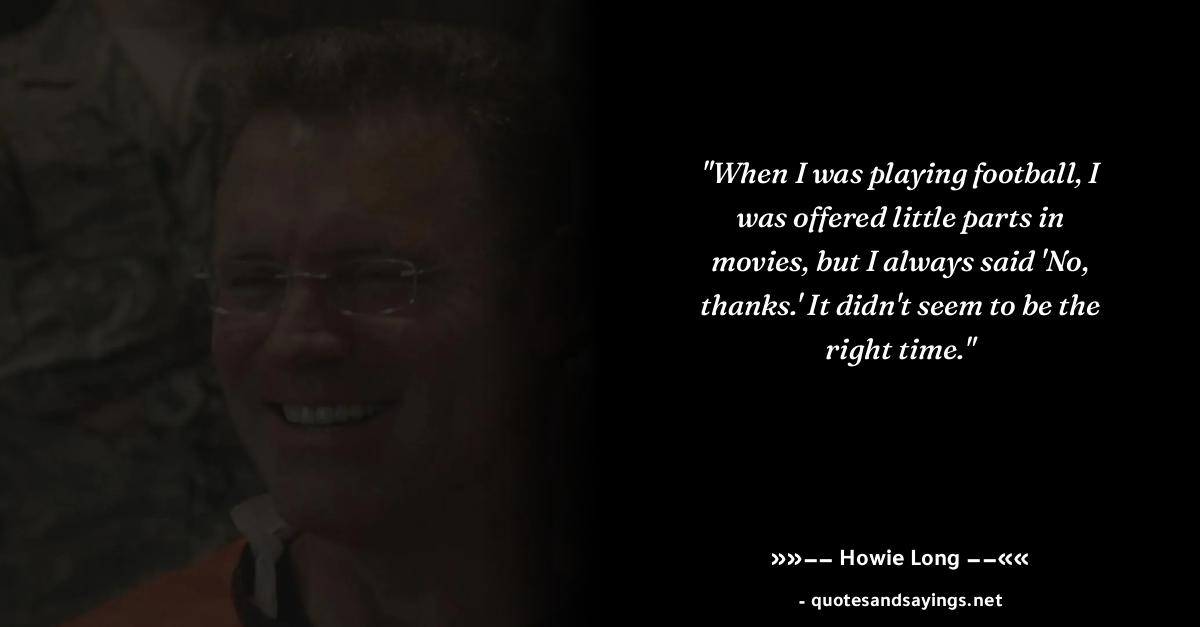 "When I was playing football, I
was offered little parts in
movies, but I always said 'No,
thanks.' It didn't seem to be the
right time."
»»−− Howie Long −−««
- quotesandsayings.net